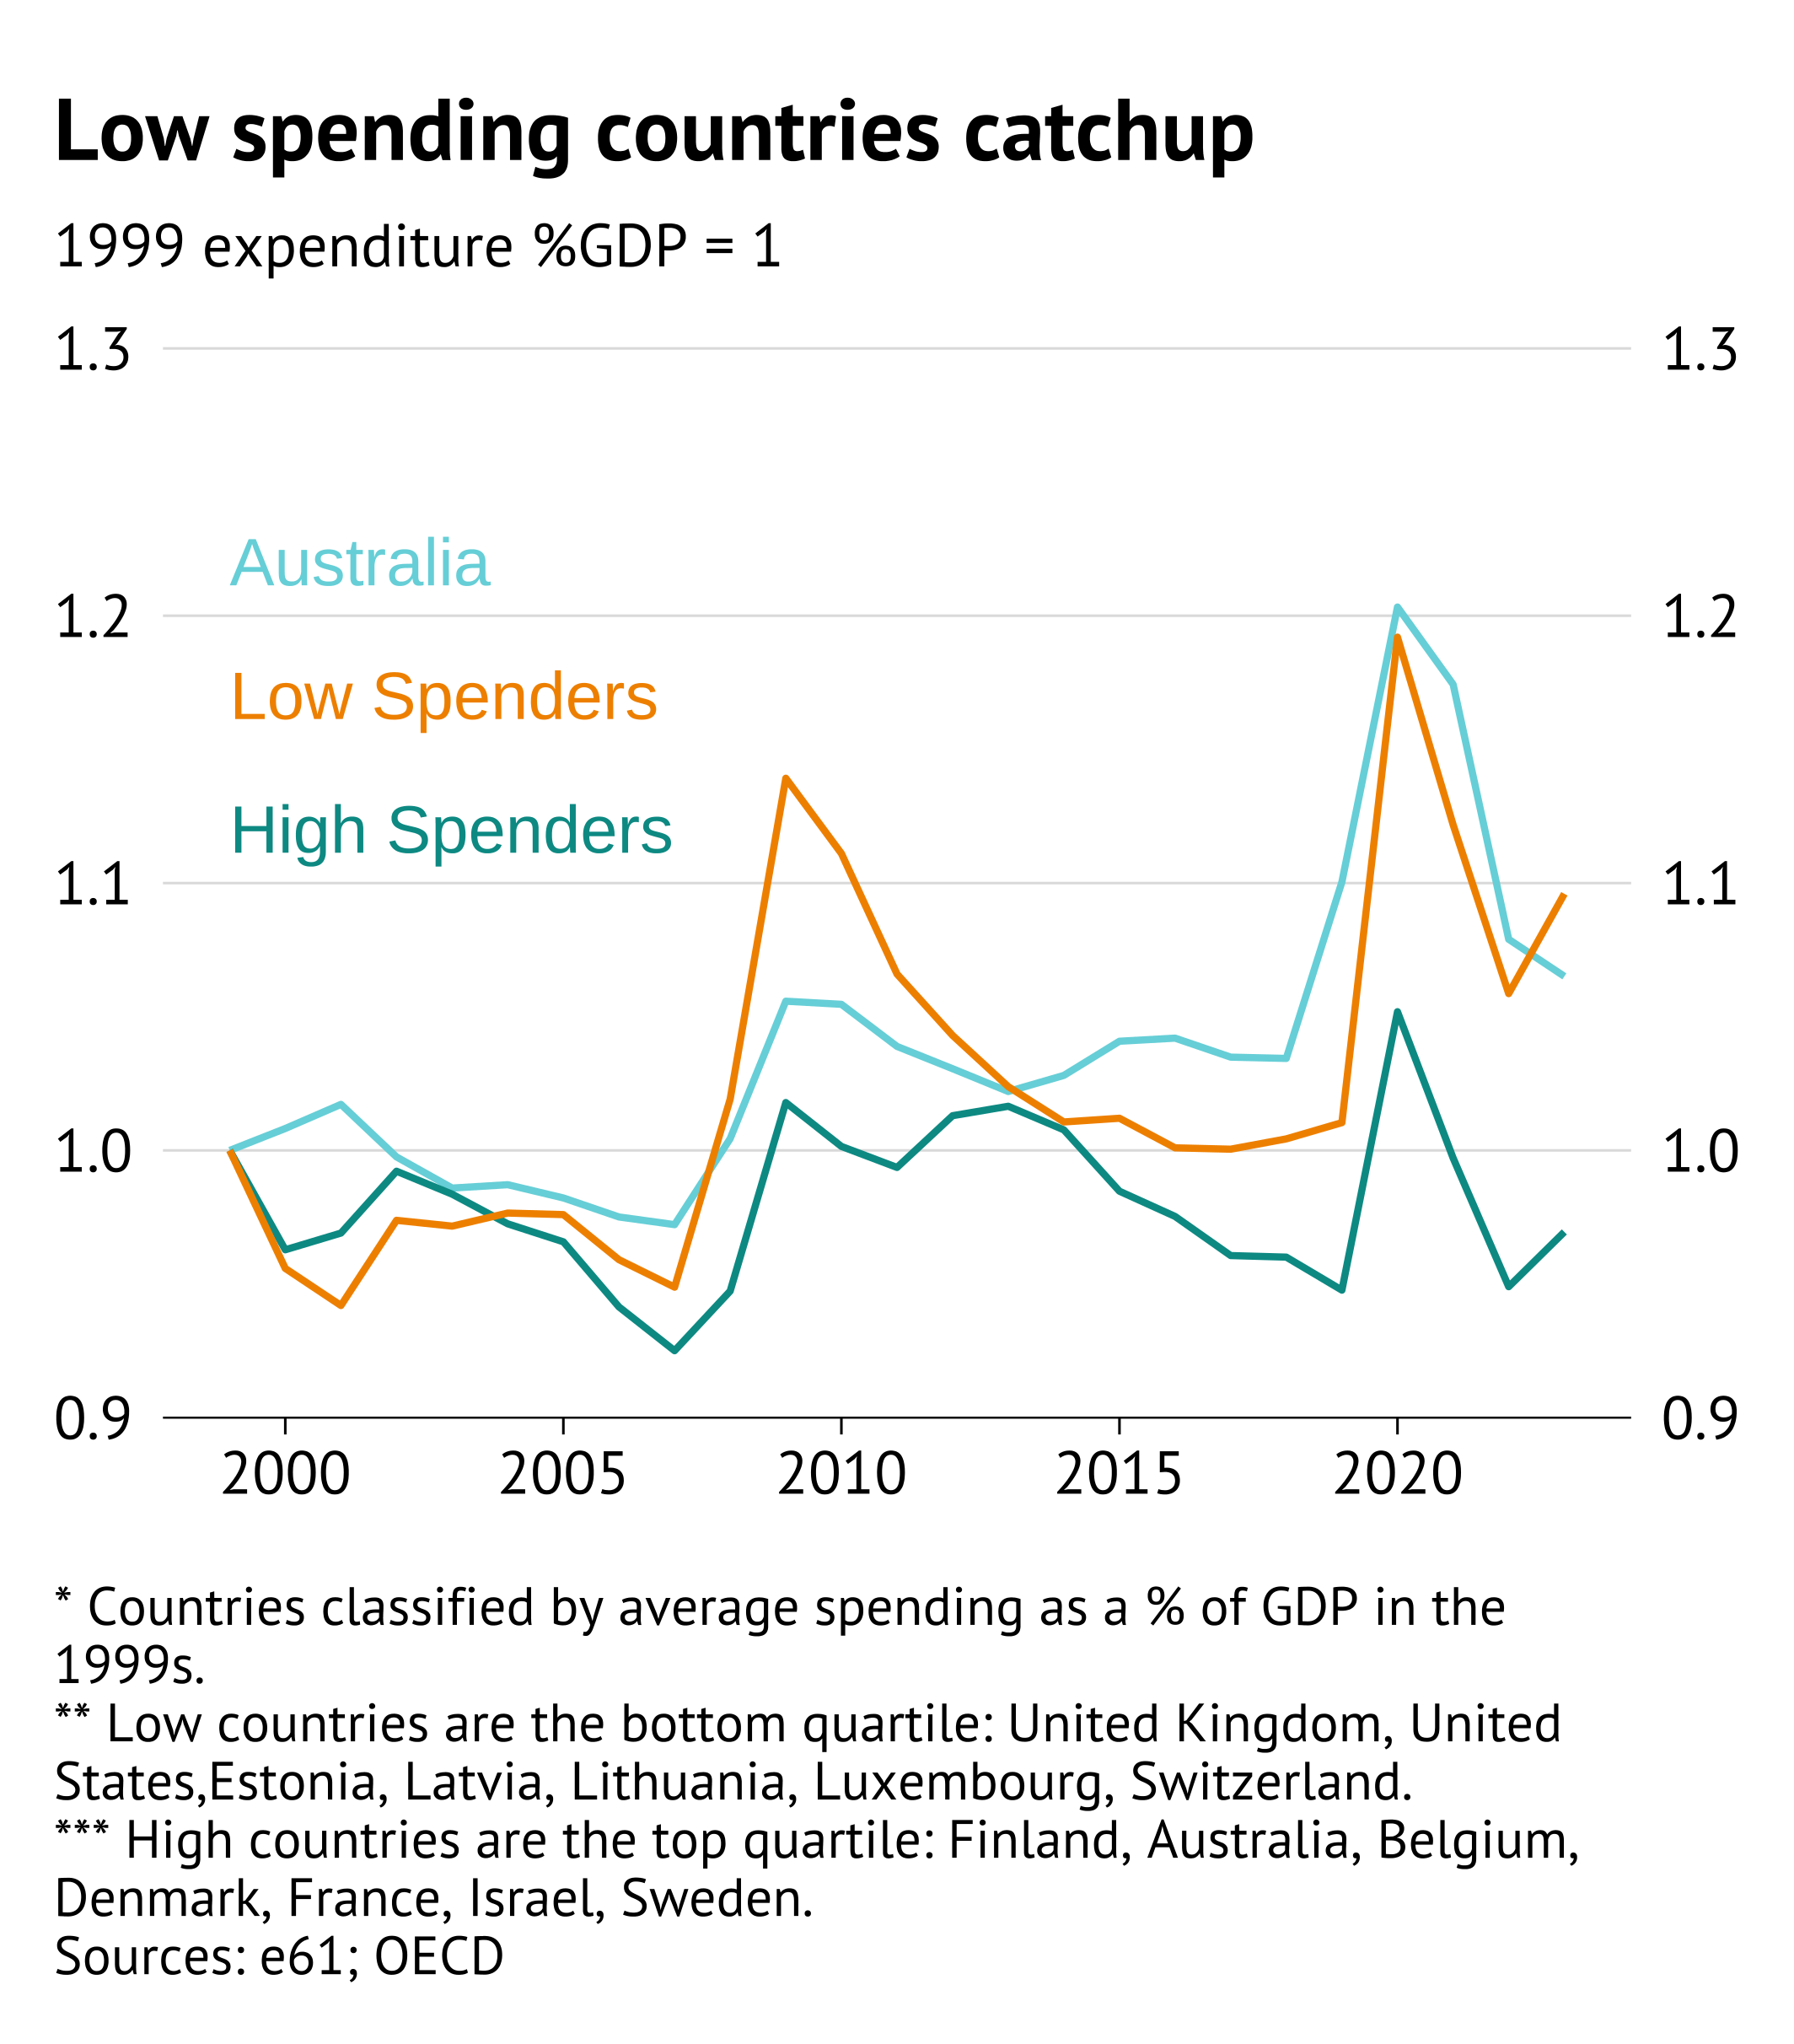 Low spending countries catchup
1999 expenditure %GDP = 1
1.3 1.3
Australia
1.2 1.2
Low Spenders
High Spenders
1.1 1.1
1.0 1.0
0.9 0.9
2000 2005 2010 2015 2020
* Countries classified by average spending as a % of GDP in the
1999s.
** Low countries are the bottom quartile: United Kingdom, United
States,Estonia, Latvia, Lithuania, Luxembourg, Switzerland.
*** High countries are the top quartile: Finland, Australia, Belgium,
Denmark, France, Israel, Sweden.
Sources: e61; OECD